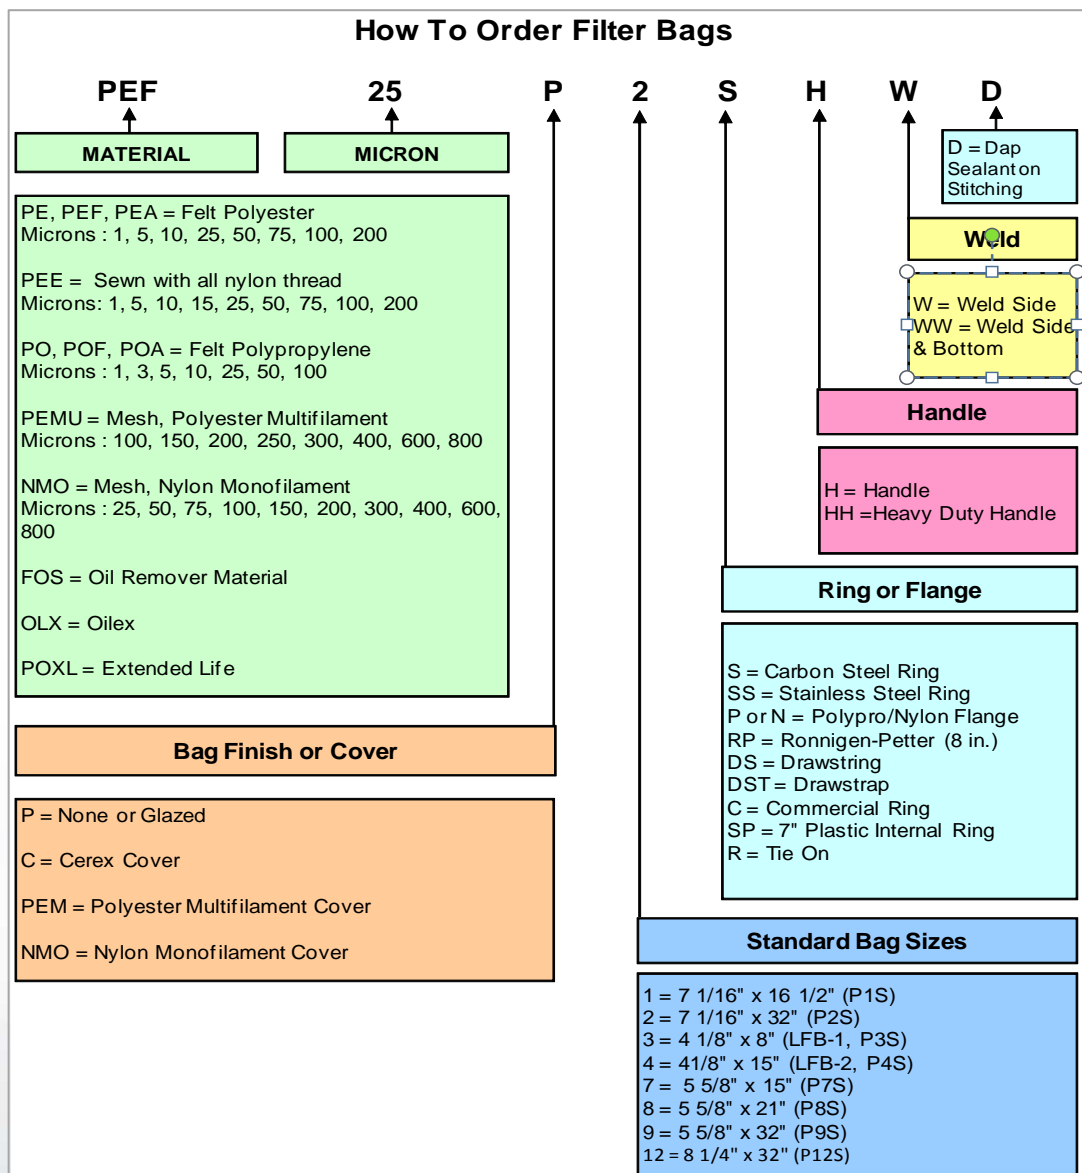 How To Order Filter Bags
PEF 25 P 2 S H W D
MATERIAL
MICRON
D = Dap
Sealant on
Stitching
PE, PEF, PEA = Felt Polyester
Microns : 1, 5, 10, 25, 50, 75, 100, 200
PEE = Sewn with all nylon thread
Microns: 1, 5, 10, 15, 25, 50, 75, 100, 200
PO, POF, POA = Felt Polypropylene
Microns : 1, 3, 5, 10, 25, 50, 100
PEMU = Mesh, Polyester Multifilament
Microns : 100, 150, 200, 250, 300, 400, 600, 800
NMO = Mesh, Nylon Monofilament
Microns : 25, 50, 75, 100, 150, 200, 300, 400, 600,
800
FOS = Oil Remover Material
OLX = Oilex
POXL = Extended Life
Weld
W = Weld Side
WW = Weld Side
& Bottom
Handle
H = Handle
HH =Heavy Duty Handle
Ring or Flange
S = Carbon Steel Ring
SS = Stainless Steel Ring
P or N = Polypro/Nylon Flange
RP = Ronnigen-Petter (8 in.)
DS = Drawstring
DST = Drawstrap
C = Commercial Ring
SP = 7" Plastic Internal Ring
R = Tie On
Bag Finish or Cover
P = None or Glazed
C = Cerex Cover
PEM = Polyester Multifilament Cover
NMO = Nylon Monofilament Cover
Standard Bag Sizes
1 = 7 1/16" x 16 1/2" (P1S)
2 = 7 1/16" x 32" (P2S)
3 = 4 1/8" x 8" (LFB-1, P3S)
4 = 41/8" x 15" (LFB-2, P4S)
7 = 5 5/8" x 15" (P7S)
8 = 5 5/8" x 21" (P8S)
9 = 5 5/8" x 32" (P9S)
12 = 8 1/4" x 32" (P12S)